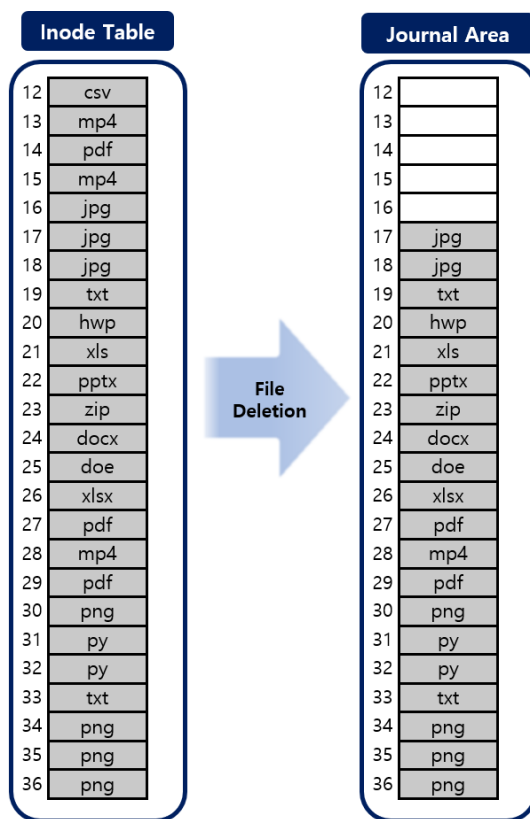 Inode Table
12 csv
13 mp4
14 pdf
15 mp4
16 jpg
17 jpg
18 jpg
19 txt
20 hwp
21 xls
22 pptx
23 zip
24 docx
25 doe
26 xlsx
27 pdf
28 mp4
29 pdf
30 png
31 py
32 py
33 txt
34 png
35 png
36 png
File
Deletion
Journal Area
12
13
14
15
16
17 jpg
18 jpg
19 txt
20 hwp
21 xls
22 pptx
23 zip
24 docx
25 doe
26 xlsx
27 pdf
28 mp4
29 pdf
30 png
31 py
32 py
33 txt
34 png
35 png
36 png